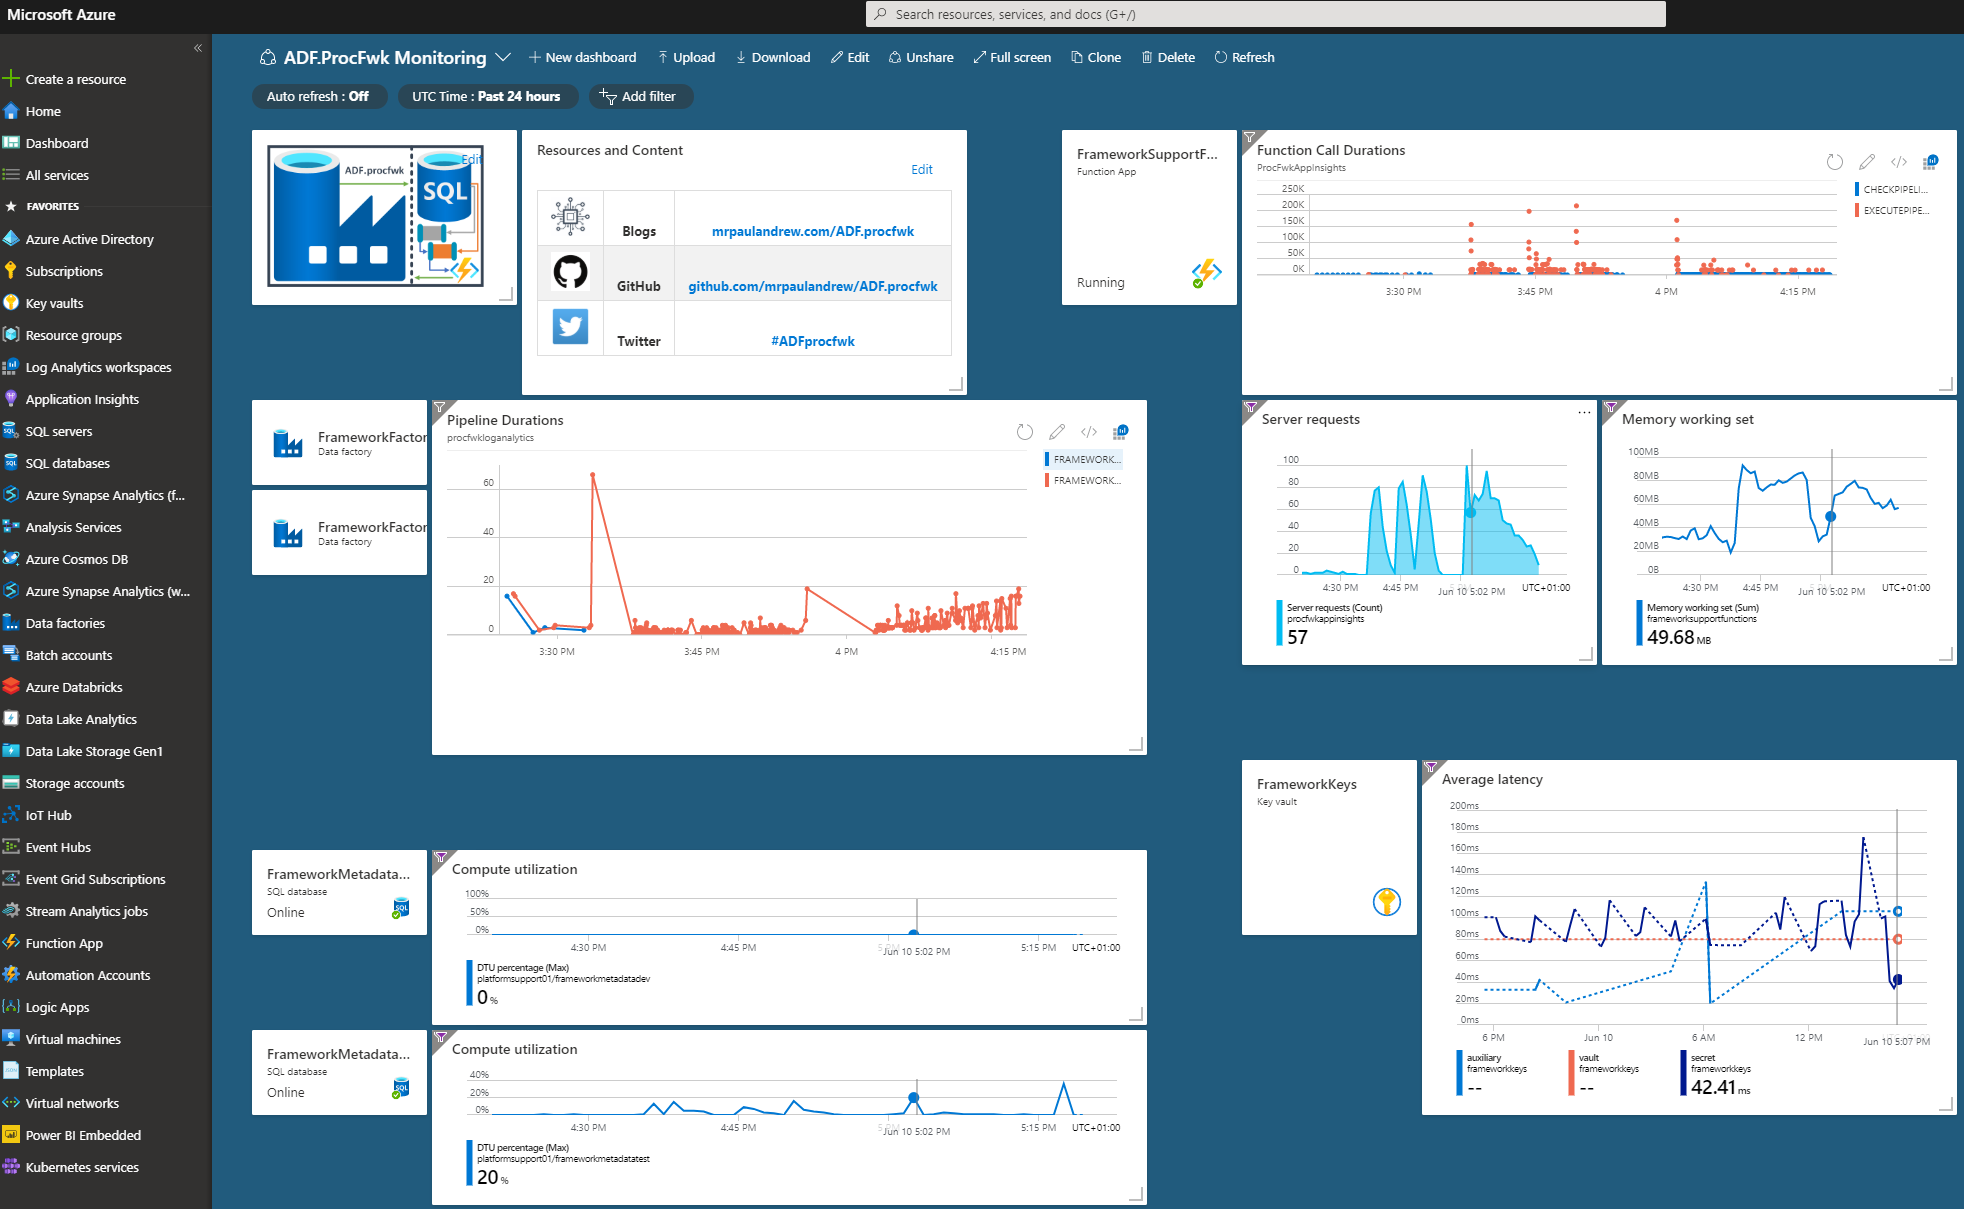 Microsoft Azure
Search resources, services, and docs (G+/)
«
Create a resource
Home
Dashboard
All services
FAVORITES
Azure Active Directory
Subscriptions
Key vaults
Resource groups
Log Analytics workspaces
Application Insights
SQL servers
SQL databases
Azure Synapse Analytics (f...
Analysis Services
Azure Cosmos DB
Azure Synapse Analytics (w...
Data factories
Batch accounts
Azure Databricks
Data Lake Analytics
Data Lake Storage Gen1
Storage accounts
IoT Hub
Event Hubs
Event Grid Subscriptions
Stream Analytics jobs
Function App
Automation Accounts
Logic Apps
Virtual machines
Templates
Virtual networks
Power BI Embedded
Kubernetes services
ADF.ProcFwk Monitoring
New dashboard Upload Download Edit Unshare Full screen Clone Delete Refresh
Auto refresh : Off UTC Time : Past 24 hours Add filter
Edit
ADF.procfwk
SQL
Resources and Content
Edit
Blogs mrpaulandrew.com/ADF.procfwk
GitHub github.com/mrpaulandrew/ADF.procfwk
Twitter #ADFprocfwk
FrameworkSupportF...
Function App
Running
Function Call Durations
ProcFwkAppInsights
CHECKPIPELI...
EXECUTEPIPE...
250K
200K
150K
100K
50K
0K
3:30 PM 3:45 PM 4 PM 4:15 PM
FrameworkFactor
Data factory
FrameworkFactor
Data factory
Pipeline Durations
procfwkloganalytics
FRAMEWORK...
FRAMEWORK...
60
40
20
0
3:30 PM 3:45 PM 4 PM 4:15 PM
Server requests
...
100
80
60
40
20
0
4:30 PM 4:45 PM Jun 10 5:02 PM UTC+01:00
Server requests (Count)
procfwkappinsights
57
Memory working set
100MB
80MB
60MB
40MB
20MB
0B
4:30 PM 4:45 PM Jun 10 5:02 PM UTC+01:00
Memory working set (Sum)
frameworksupportfunctions
49.68 MB
FrameworkKeys
Key vault
Average latency
200ms
180ms
160ms
140ms
120ms
100ms
80ms
60ms
40ms
20ms
0ms
6 PM Jun 10 6 AM 12 PM Jun 10 5:07 PM
auxiliary
frameworkkeys
--
vault
frameworkkeys
--
secret
frameworkkeys
42.41 ms
FrameworkMetadata...
SQL database
Online
SQL
Compute utilization
100%
50%
0%
4:30 PM 4:45 PM Jun 10 5:02 PM 5:15 PM UTC+01:00
DTU percentage (Max)
platformsupport01/frameworkmetadatadev
0 %
FrameworkMetadata...
SQL database
Online
SQL
Compute utilization
40%
20%
0%
4:30 PM 4:45 PM Jun 10 5:02 PM 5:15 PM UTC+01:00
DTU percentage (Max)
platformsupport01/frameworkmetadatatest
20 %